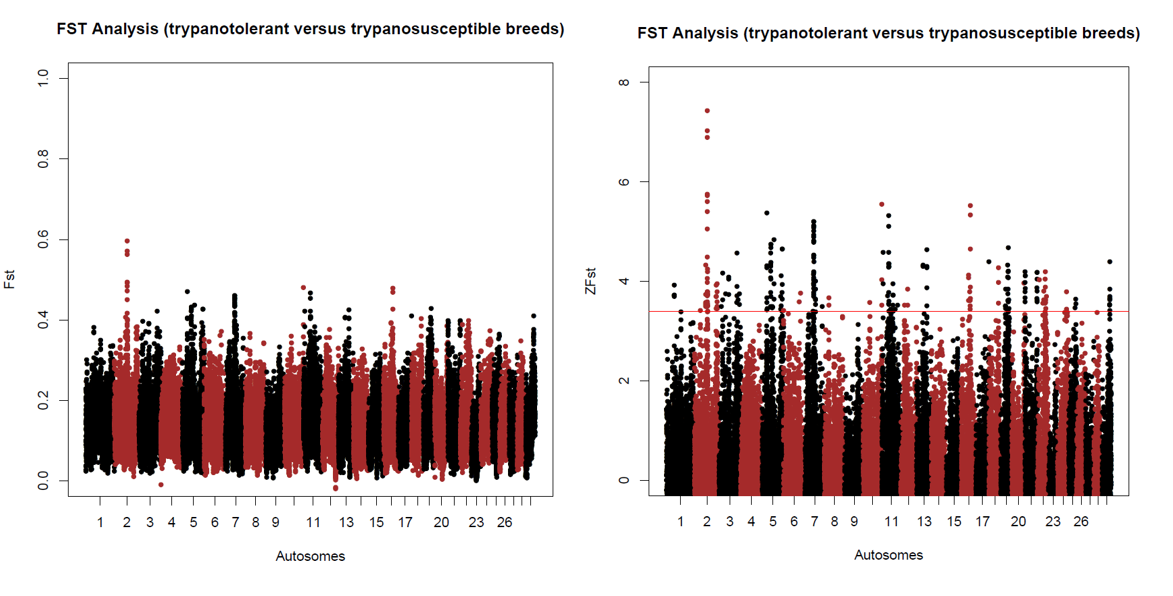 FST Analysis (trypanotolerant versus trypanosusceptible breeds)
1.0
0.8
0.6
0.4
0.2
0.0
Fst
1 2 3 4 5 6 7 8 9 11 13 15 17 20 23 26
Autosomes
FST Analysis (trypanotolerant versus trypanosusceptible breeds)
8
6
4
2
0
ZFst
1 2 3 4 5 6 7 8 9 11 13 15 17 20 23 26
Autosomes